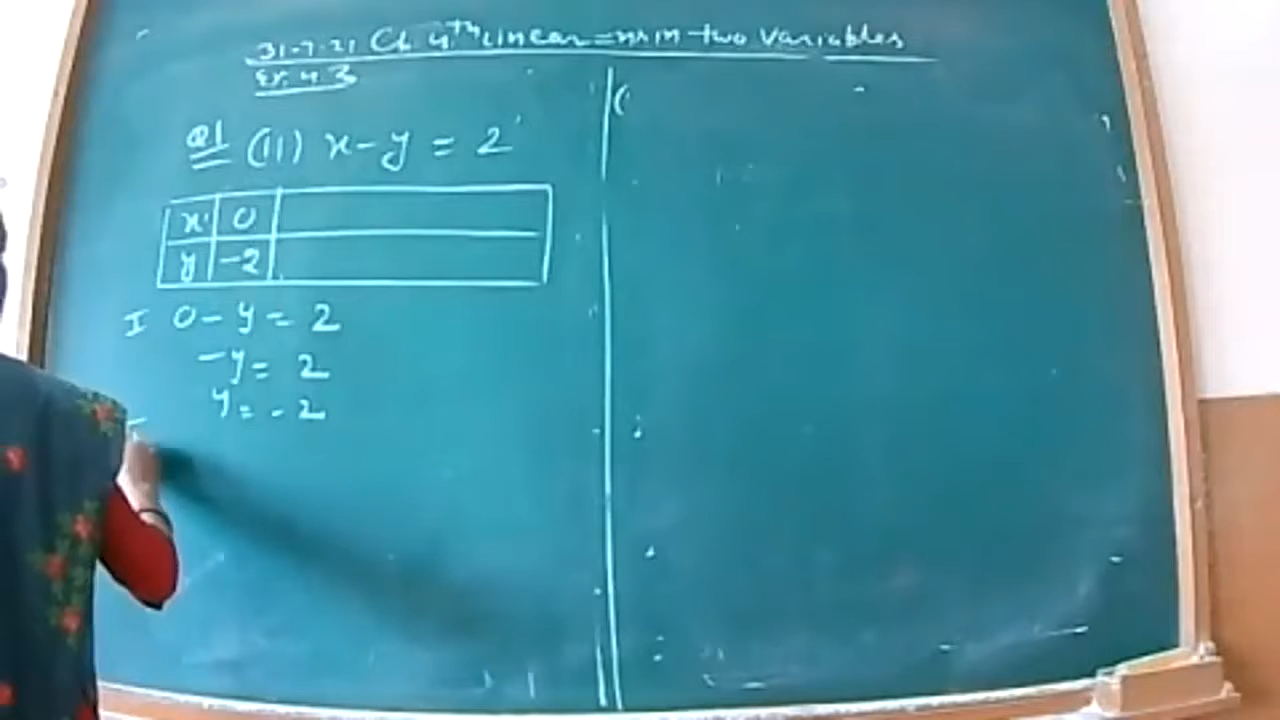 31-7-21 Ch 4th Linear =ns in two Variables
Ex. 4.3
Q1 (ii) x-y = 2
x 0
y -2
I 0-y = 2
-y = 2
y = -2